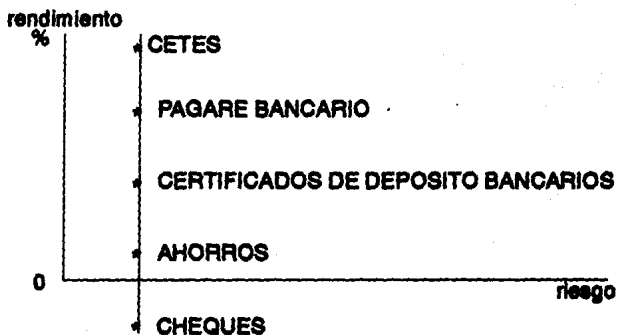 rendimiento
%
* CETES
* PAGARE BANCARIO
* CERTIFICADOS DE DEPOSITO BANCARIOS
* AHORROS
0
riesgo
* CHEQUES